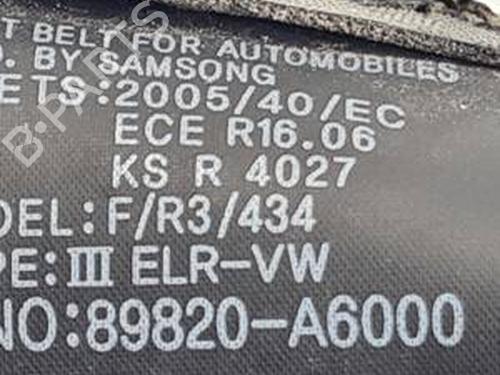 T BELT FOR AUTOMOBILES
D. BY SAMSONG
ETS:2005/40/EC
ECE R16.06
KS R 4027
DEL:F/R3/434
PE:III ELR-VW
NO:89820-A6000
B-PARTS